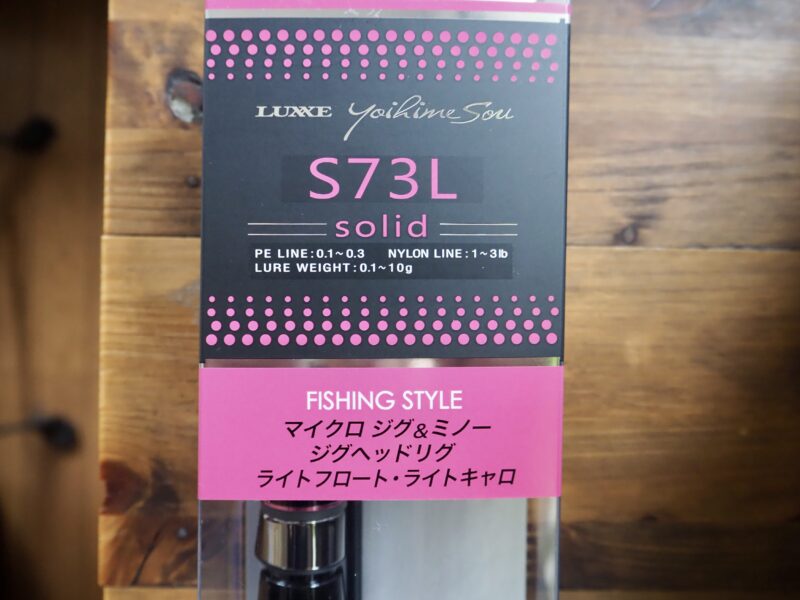 LUXXE Yoihime Sou
S73L
solid
PE LINE:0.1~0.3 NYLON LINE:1~3lb
LURE WEIGHT:0.1~10g
FISHING STYLE
マイクロ ジグ&ミノー
ジグヘッドリグ
ライトフロート・ライトキャロ